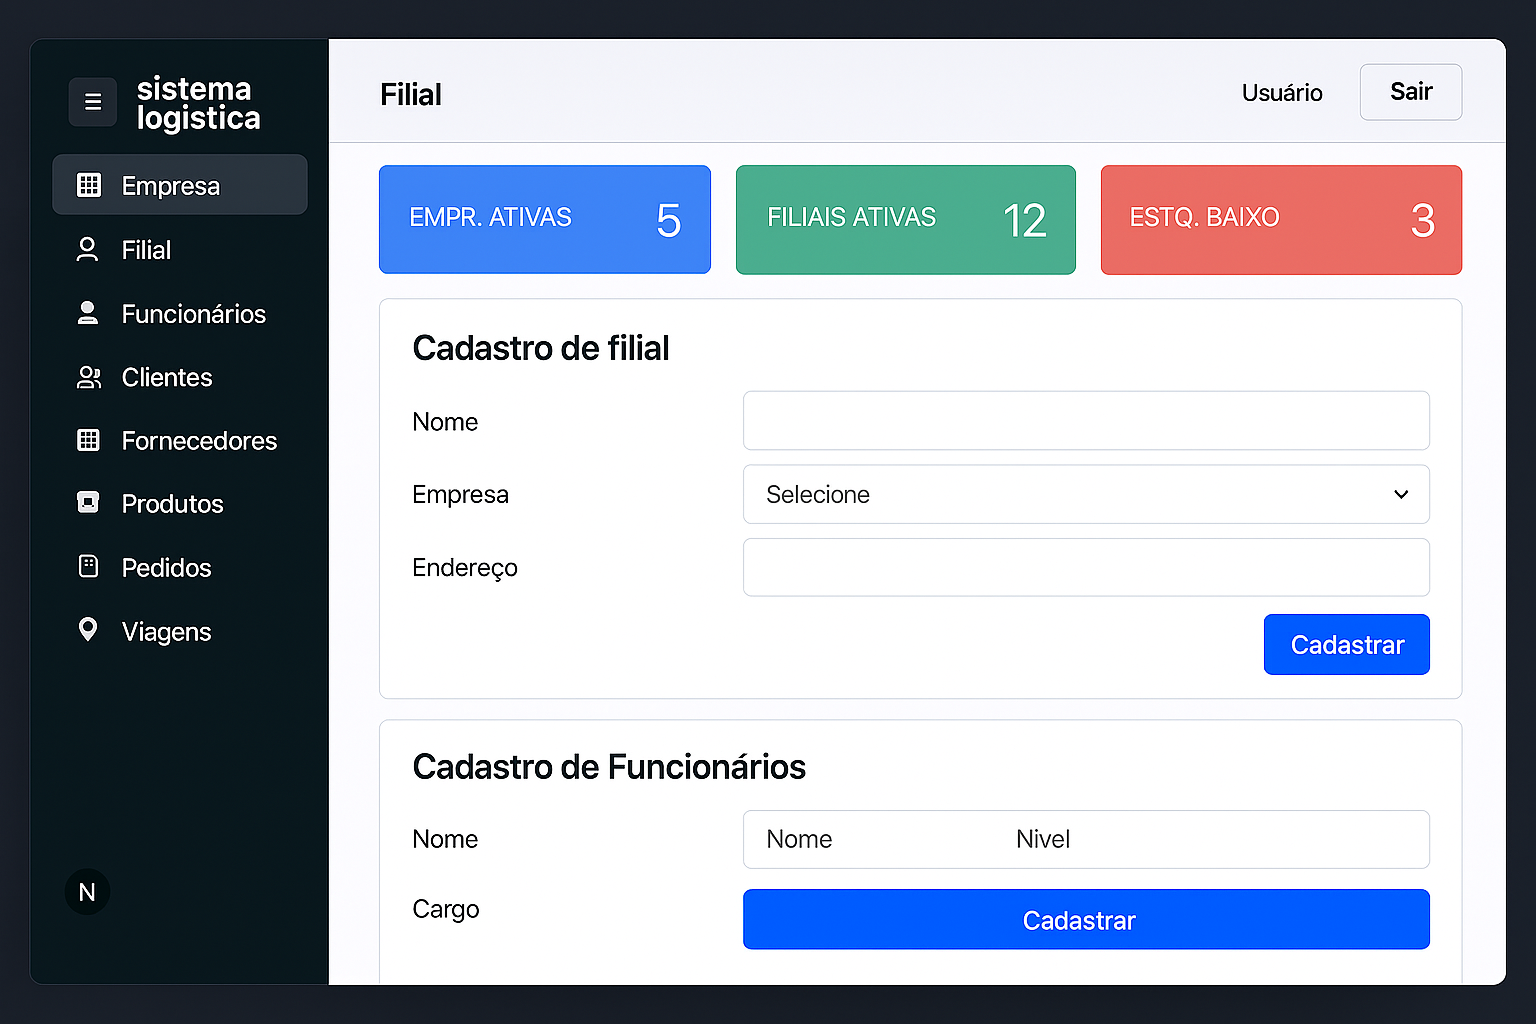 sistema
logistica
Empresa
Filial
Funcionários
Clientes
Fornecedores
Produtos
Pedidos
Viagens
N
Filial
Usuário
Sair
EMPR. ATIVAS 5
FILIAIS ATIVAS 12
ESTQ. BAIXO 3
Cadastro de filial
Nome
Empresa
Selecione
Endereço
Cadastrar
Cadastro de Funcionários
Nome
Nome Nivel
Cargo
Cadastrar